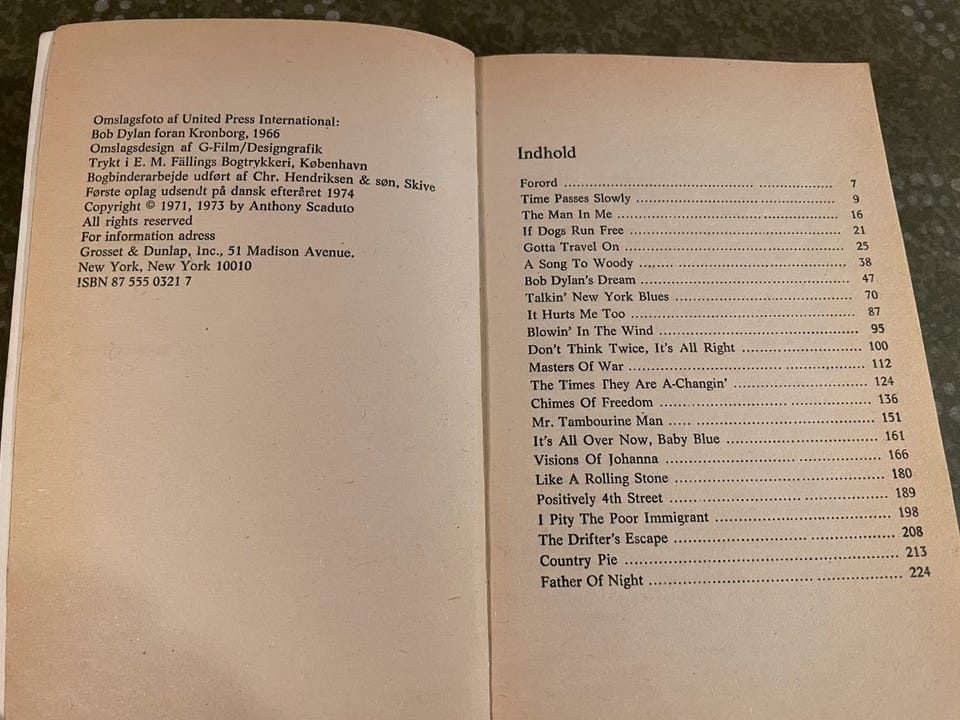 Omslagsfoto af United Press International:
Bob Dylan foran Kronborg, 1966
Omslagsdesign af G-Film/Designgrafik
Trykt i E. M. Fällings Bogtrykkeri, København
Bogbinderarbejde udført af Chr. Hendriksen & søn, Skive
Første oplag udsendt på dansk efteråret 1974
Copyright © 1971, 1973 by Anthony Scaduto
All rights reserved
For information adress
Grosset & Dunlap, Inc., 51 Madison Avenue.
New York, New York 10010
ISBN 87 555 0321 7
Indhold
Forord ........................................ 7
Time Passes Slowly ........................................ 9
The Man In Me ........................................ 16
If Dogs Run Free ........................................ 21
Gotta Travel On ........................................ 25
A Song To Woody ........................................ 38
Bob Dylan's Dream ........................................ 47
Talkin' New York Blues ........................................ 70
It Hurts Me Too ........................................ 87
Blowin' In The Wind ........................................ 95
Don't Think Twice, It's All Right ........................ 100
Masters Of War ........................................ 112
The Times They Are A-Changin' ........................ 124
Chimes Of Freedom ........................................ 136
Mr. Tambourine Man ........................................ 151
It's All Over Now, Baby Blue ........................ 161
Visions Of Johanna ........................................ 166
Like A Rolling Stone ........................................ 180
Positively 4th Street ........................................ 189
I Pity The Poor Immigrant ........................ 198
The Drifter's Escape ........................................ 208
Country Pie ........................................ 213
Father Of Night ........................................ 224